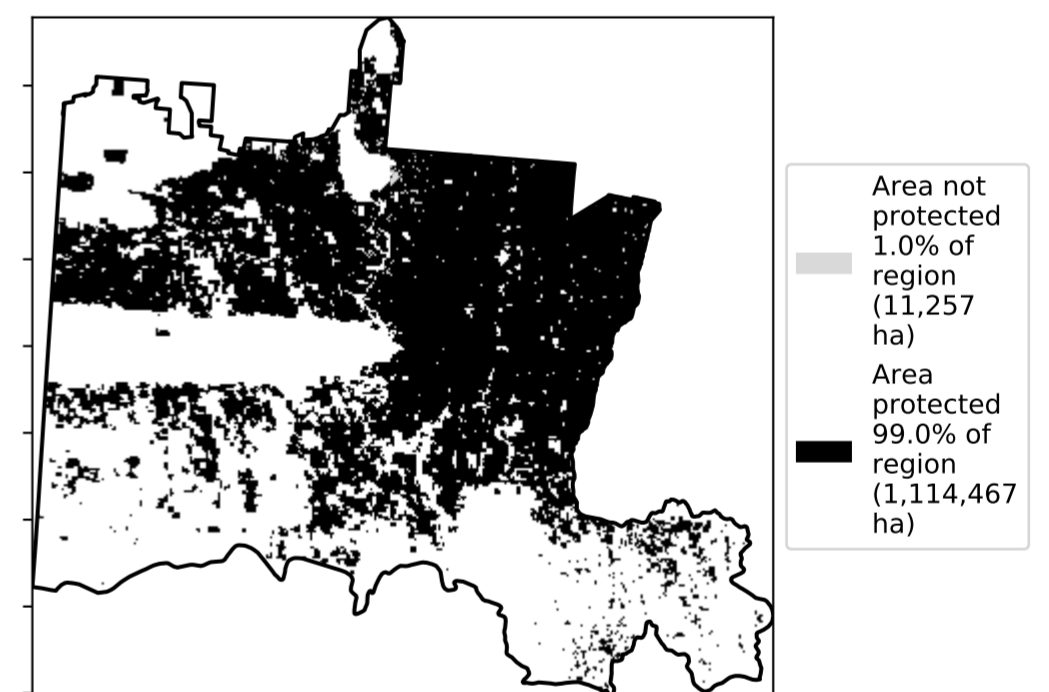 Area not
protected
1.0% of
region
(11,257
ha)
Area
protected
99.0% of
region
(1,114,467
ha)